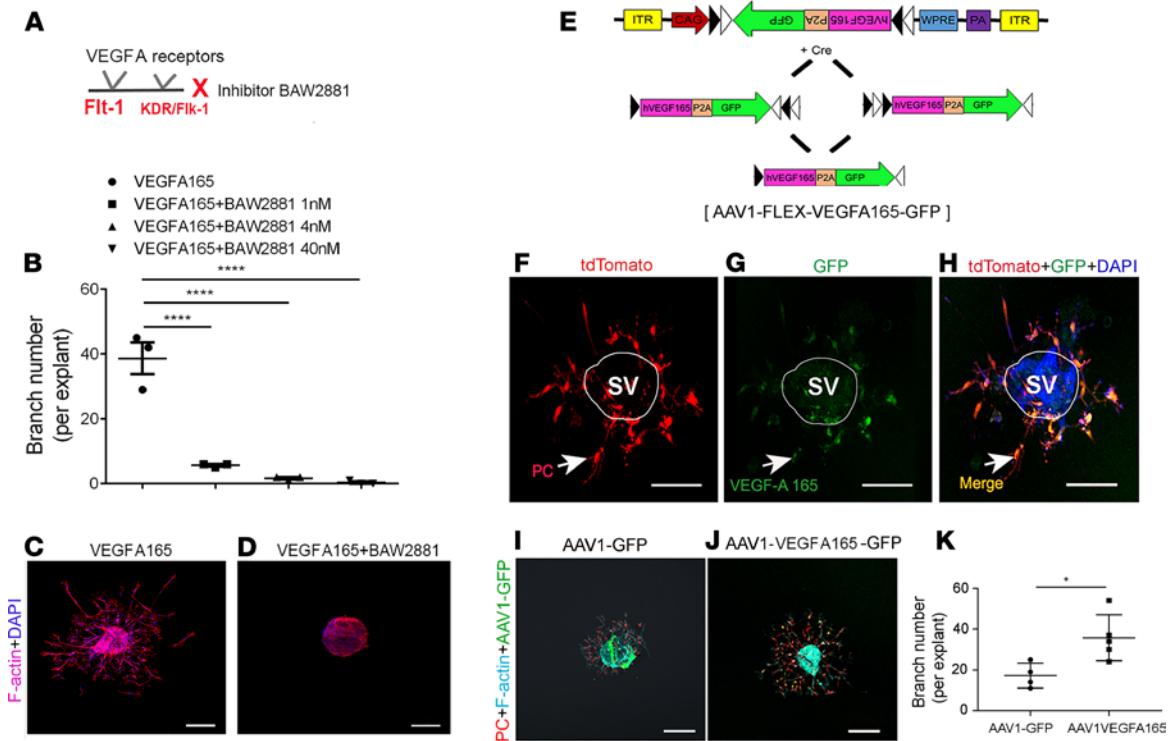 A
VEGFA receptors
Flt-1
KDR/Flk-1
X
Inhibitor BAW2881
VEGFA165
VEGFA165+BAW2881 1nM
VEGFA165+BAW2881 4nM
VEGFA165+BAW2881 40nM
B
****
****
****
Branch number
(per explant)
60
40
20
0
C
VEGFA165
D
VEGFA165+BAW2881
F-actin+DAPI
E
ITR
CAG
GFP
P2A
hVEGF165
WPRE
PA
ITR
+ Cre
hVEGF165
P2A
GFP
hVEGF165
P2A
GFP
hVEGF165
P2A
GFP
[ AAV1-FLEX-VEGFA165-GFP ]
F
tdTomato
SV
PC
G
GFP
SV
VEGF-A 165
H
tdTomato+GFP+DAPI
SV
Merge
I
AAV1-GFP
J
AAV1-VEGFA165-GFP
PC+F-actin+AAV1-GFP
K
*
Branch number
(per explant)
60
40
20
0
AAV1-GFP
AAV1VEGFA165